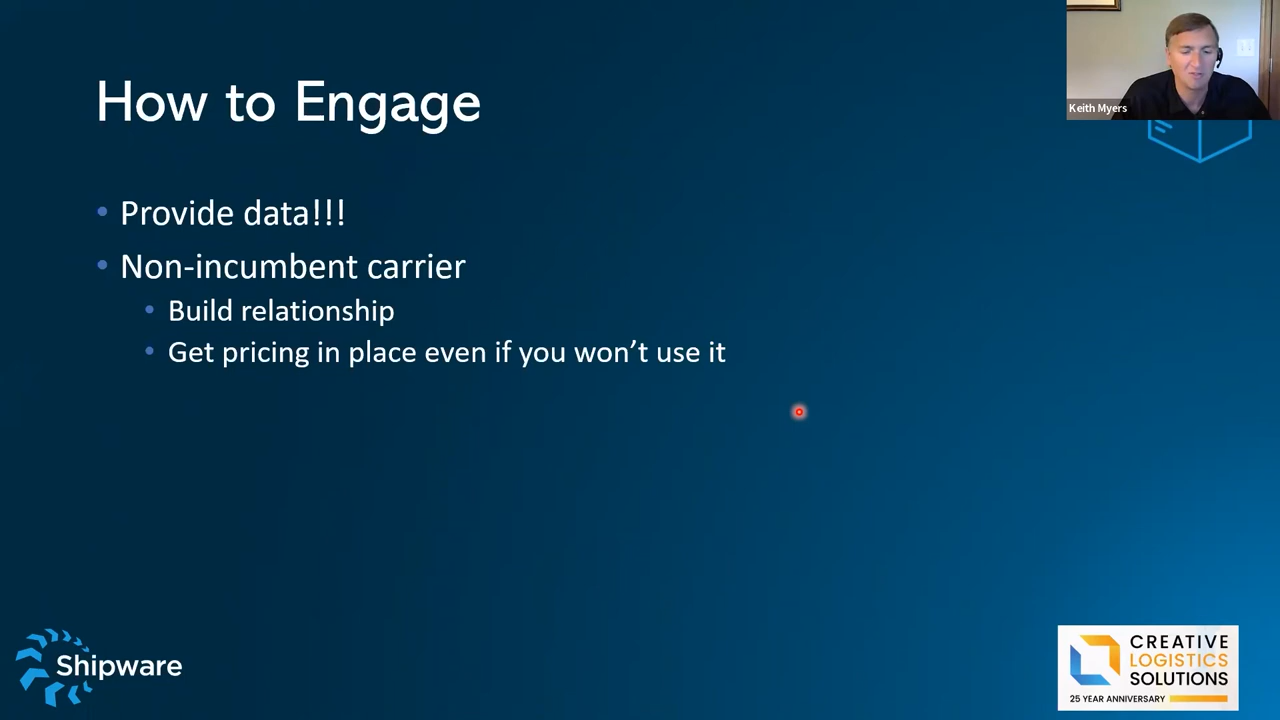 How to Engage
Keith Myers
• Provide data!!!
• Non-incumbent carrier
• Build relationship
• Get pricing in place even if you won’t use it
Shipware
CREATIVE
LOGISTICS
SOLUTIONS
25 YEAR ANNIVERSARY